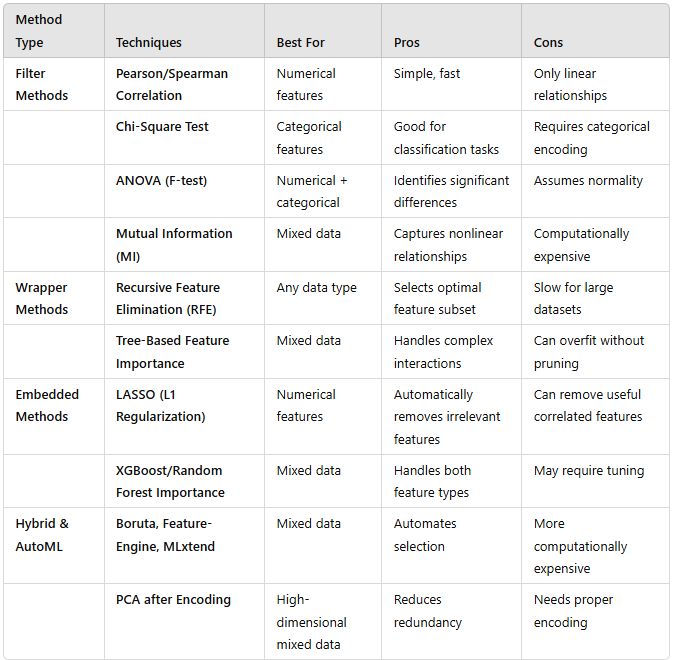 Method
Type
Techniques
Best For
Pros
Cons
Filter
Methods
Pearson/Spearman
Correlation
Numerical
features
Simple, fast
Only linear
relationships
Chi-Square Test
Categorical
features
Good for
classification tasks
Requires categorical
encoding
ANOVA (F-test)
Numerical +
categorical
Identifies significant
differences
Assumes normality
Mutual Information
(MI)
Mixed data
Captures nonlinear
relationships
Computationally
expensive
Wrapper
Methods
Recursive Feature
Elimination (RFE)
Any data type
Selects optimal
feature subset
Slow for large
datasets
Tree-Based Feature
Importance
Mixed data
Handles complex
interactions
Can overfit without
pruning
Embedded
Methods
LASSO (L1
Regularization)
Numerical
features
Automatically
removes irrelevant
features
Can remove useful
correlated features
XGBoost/Random
Forest Importance
Mixed data
Handles both
feature types
May require tuning
Hybrid &
AutoML
Boruta, Feature-
Engine, MLxtend
Mixed data
Automates
selection
More
computationally
expensive
PCA after Encoding
High-
dimensional
mixed data
Reduces
redundancy
Needs proper
encoding